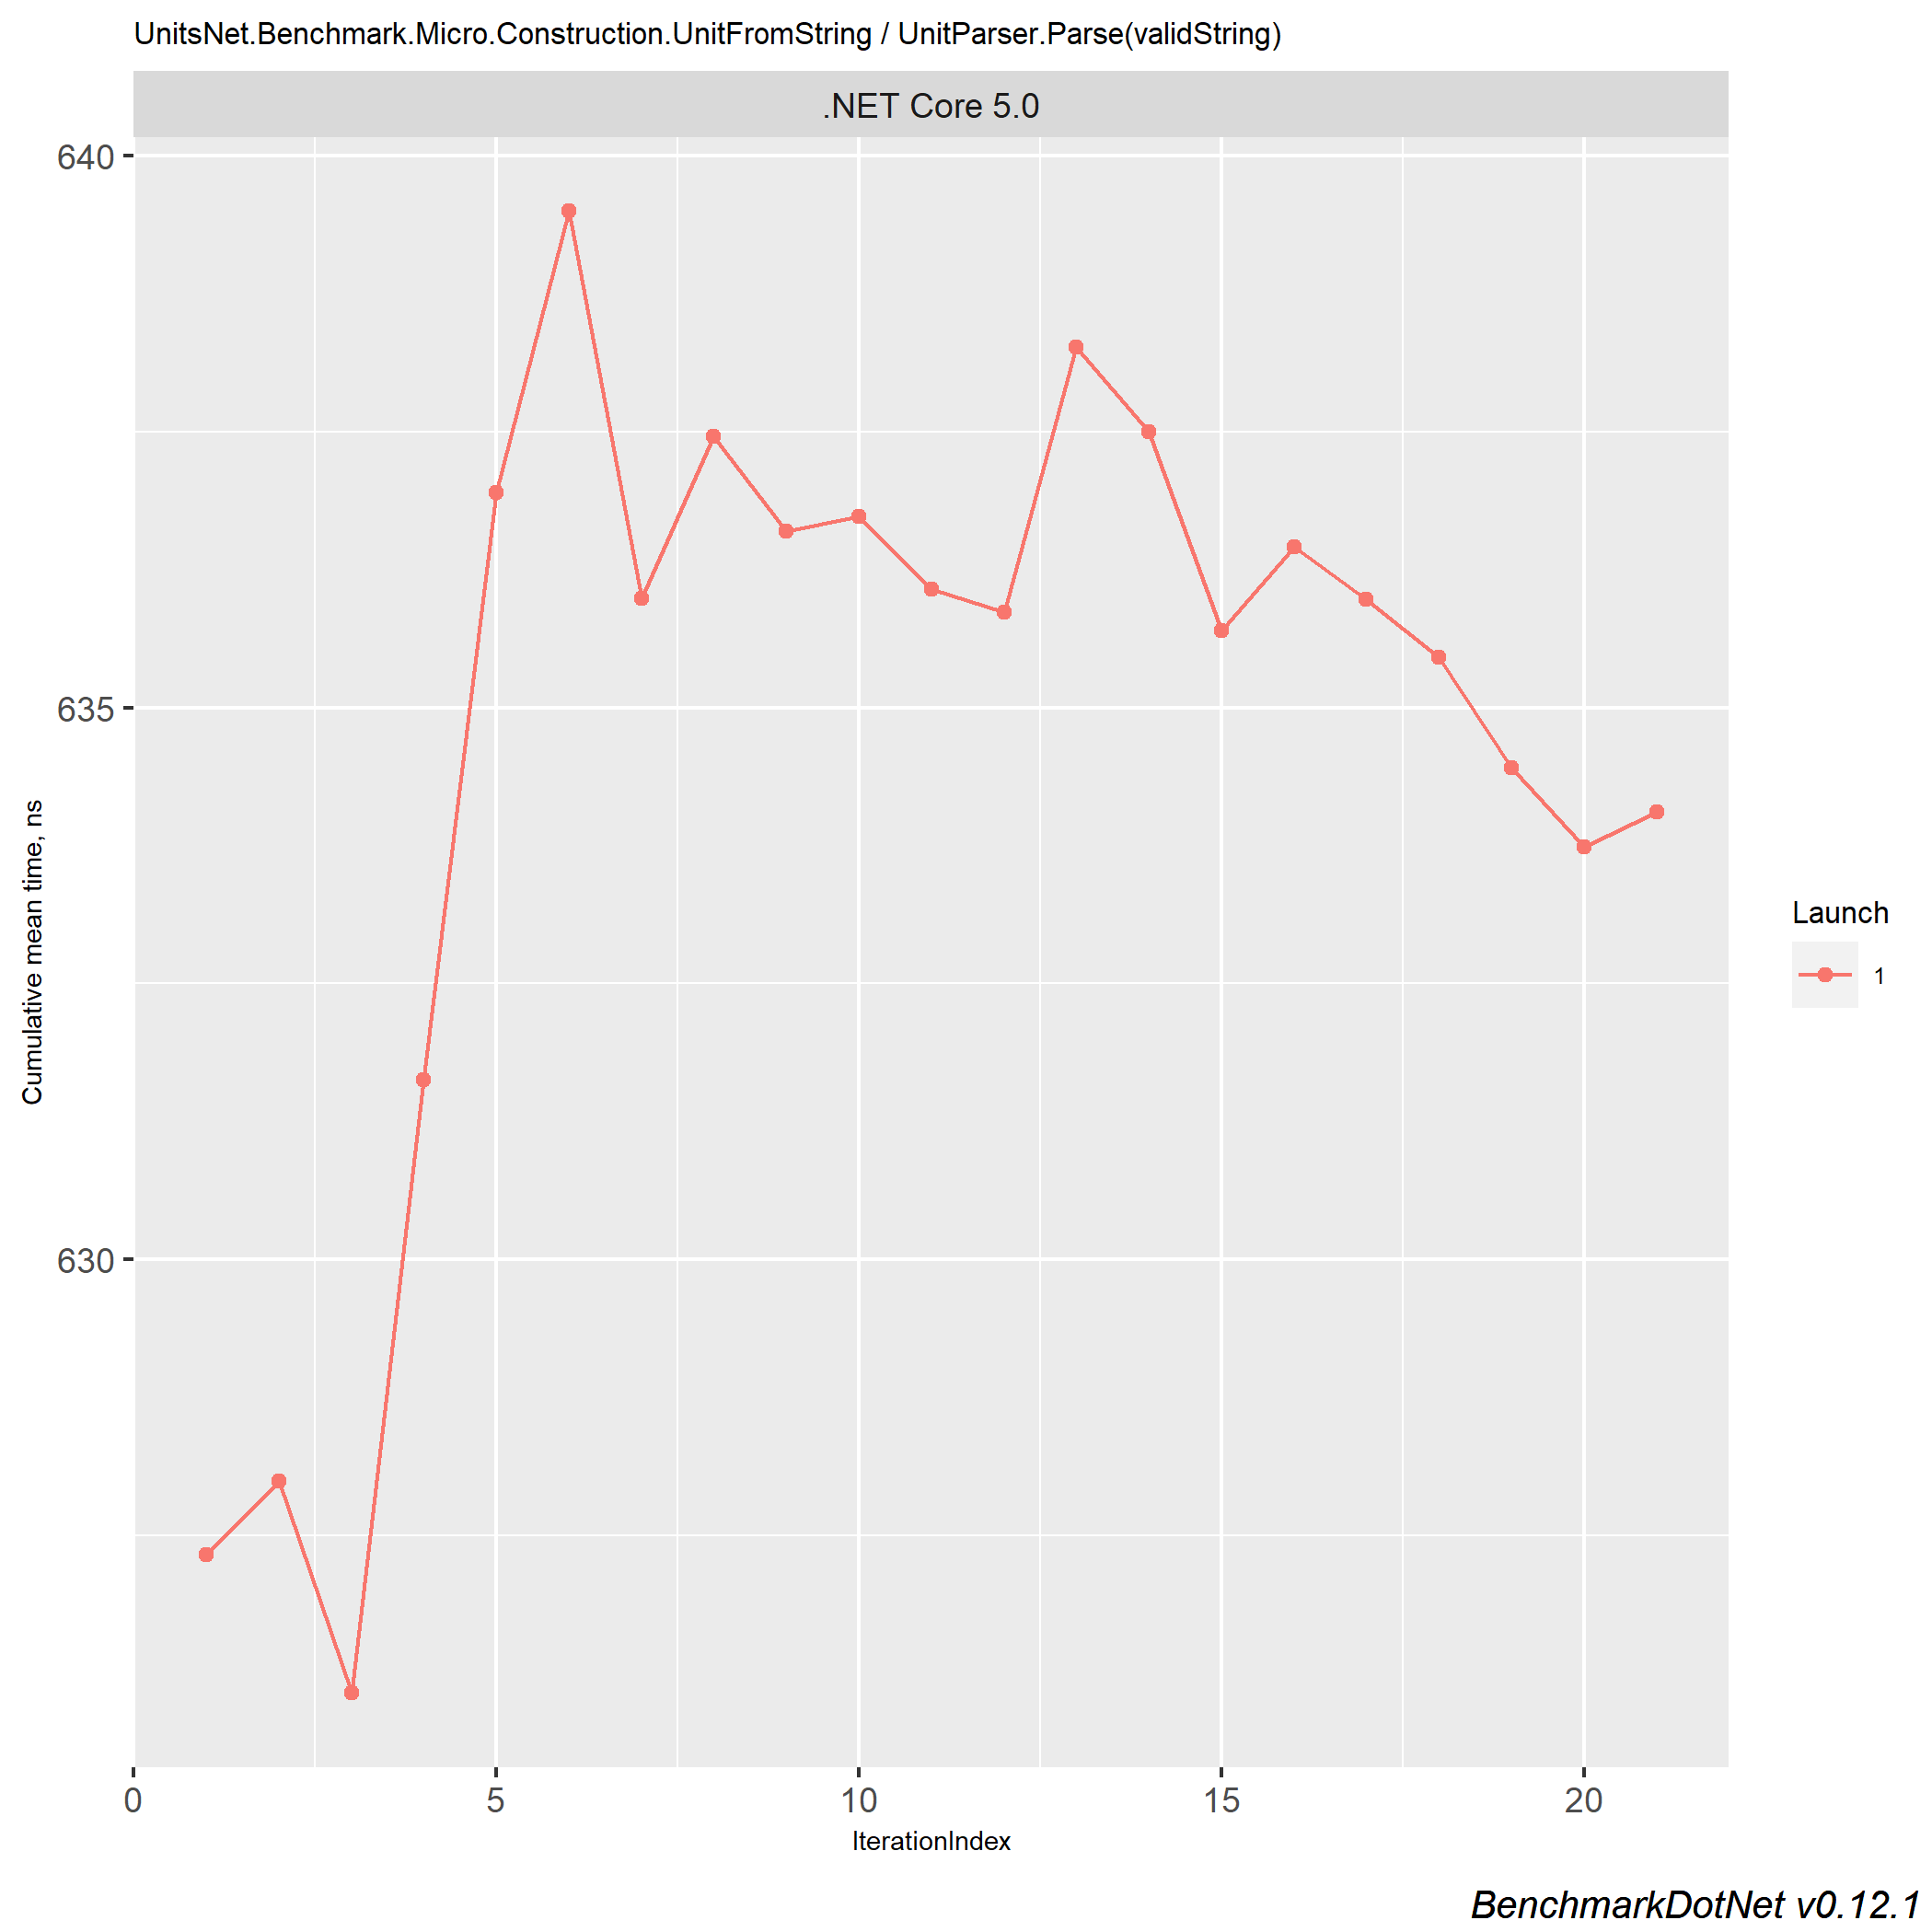 UnitsNet.Benchmark.Micro.Construction.UnitFromString / UnitParser.Parse(validString)
.NET Core 5.0
640
635
630
Cumulative mean time, ns
0 5 10 15 20
IterationIndex
Launch
1
BenchmarkDotNet v0.12.1